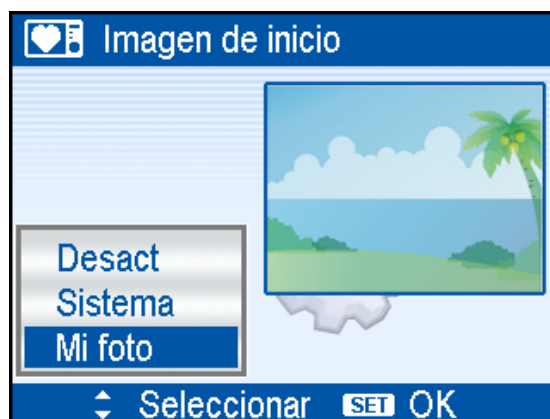 Imagen de inicio
Desact
Sistema
Mi foto
Seleccionar SET OK